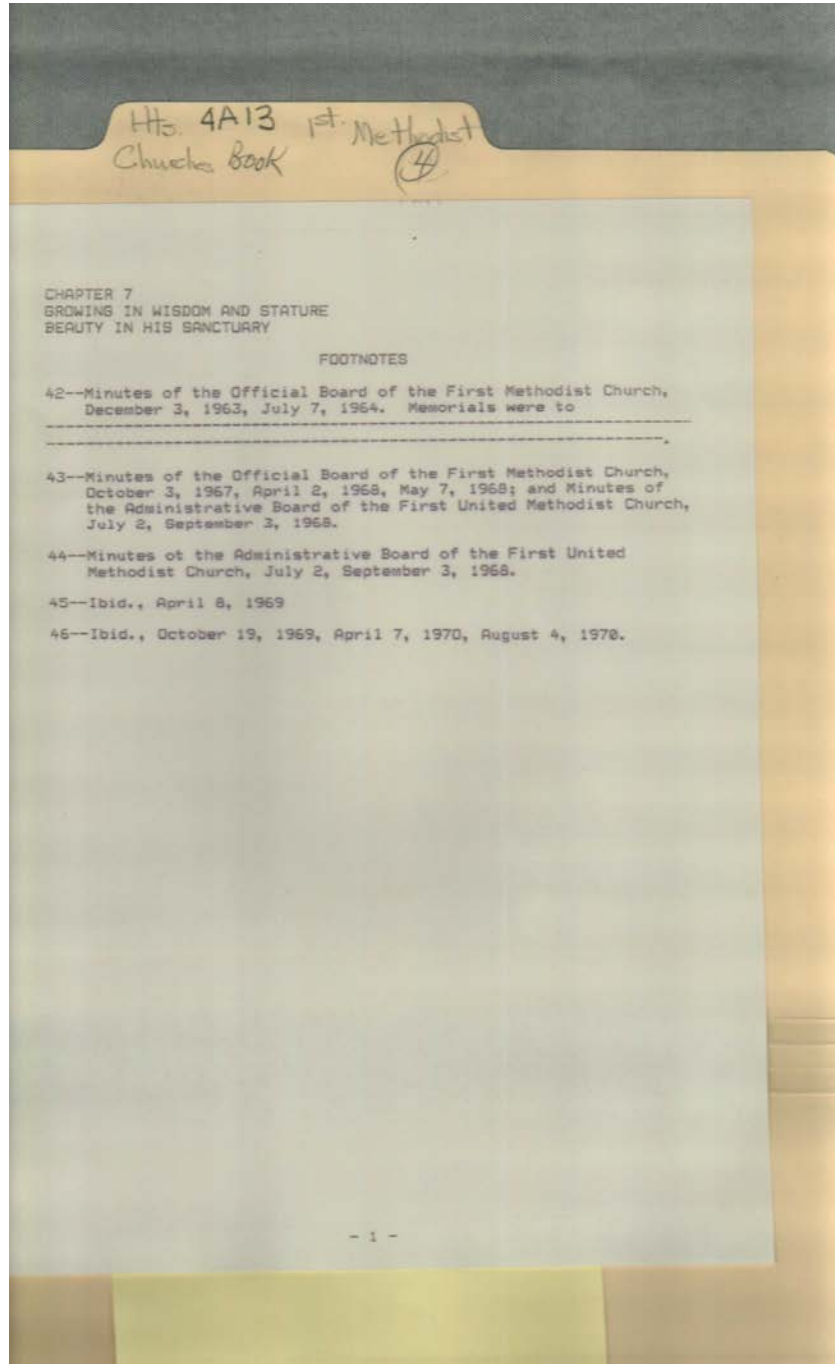 Hts. 4A13 1st. Methodist
Churches Book 4
CHAPTER 7
GROWING IN WISDOM AND STATURE
BEAUTY IN HIS SANCTUARY
FOOTNOTES
42--Minutes of the Official Board of the First Methodist Church,
December 3, 1963, July 7, 1964. Memorials were to
-----------------------------------------------------------------
--------------------------------------------------------------.
43--Minutes of the Official Board of the First Methodist Church,
October 3, 1967, April 2, 1968, May 7, 1968; and Minutes of
the Administrative Board of the First United Methodist Church,
July 2, September 3, 1968.
44--Minutes ot the Administrative Board of the First United
Methodist Church, July 2, September 3, 1968.
45--Ibid., April 8, 1969
46--Ibid., October 19, 1969, April 7, 1970, August 4, 1970.
- 1 -